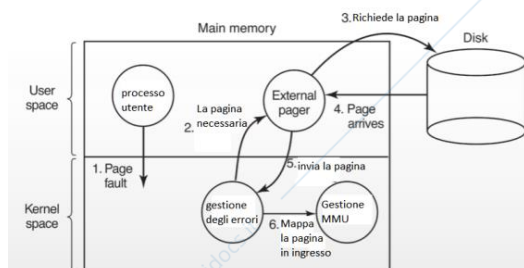 Main memory
3. Richiede la pagina
Disk
User
space
processo
utente
La pagina
2. necessaria
External
pager
4. Page
arrives
1. Page
fault
5. invia la pagina
Kernel
space
gestione
degli errori
6. Mappa
la pagina
in ingresso
Gestione
MMU